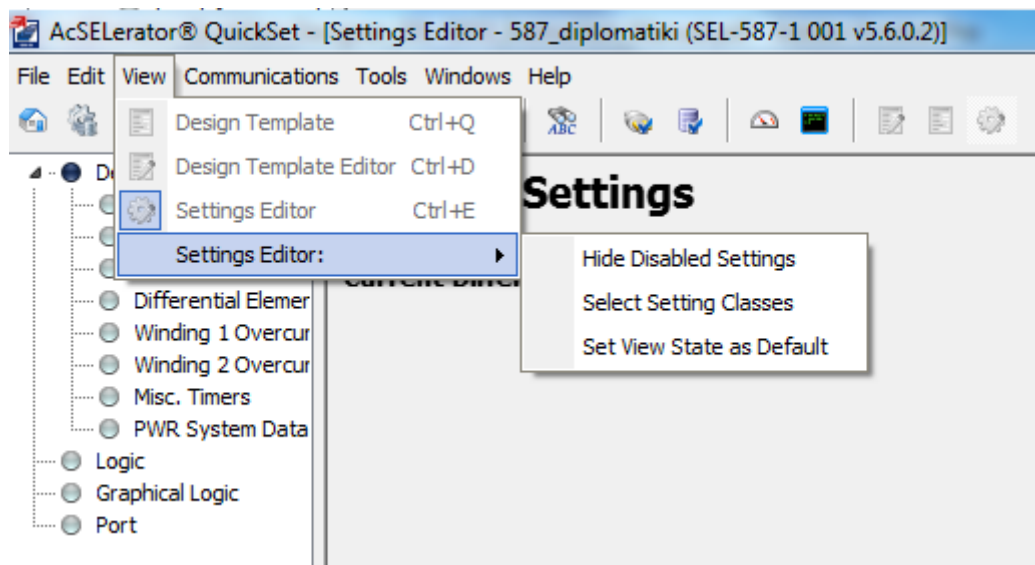 AcSELerator® QuickSet - [Settings Editor - 587_diplomatiki (SEL-587-1 001 v5.6.0.2)]
File Edit View Communications Tools Windows Help
Design Template Ctrl+Q
ABC
Design Template Editor Ctrl+D
Settings Editor Ctrl+E
Settings Editor:
Settings
Hide Disabled Settings
Select Setting Classes
Set View State as Default
Differential Elemer
Winding 1 Overcur
Winding 2 Overcur
Misc. Timers
PWR System Data
Logic
Graphical Logic
Port